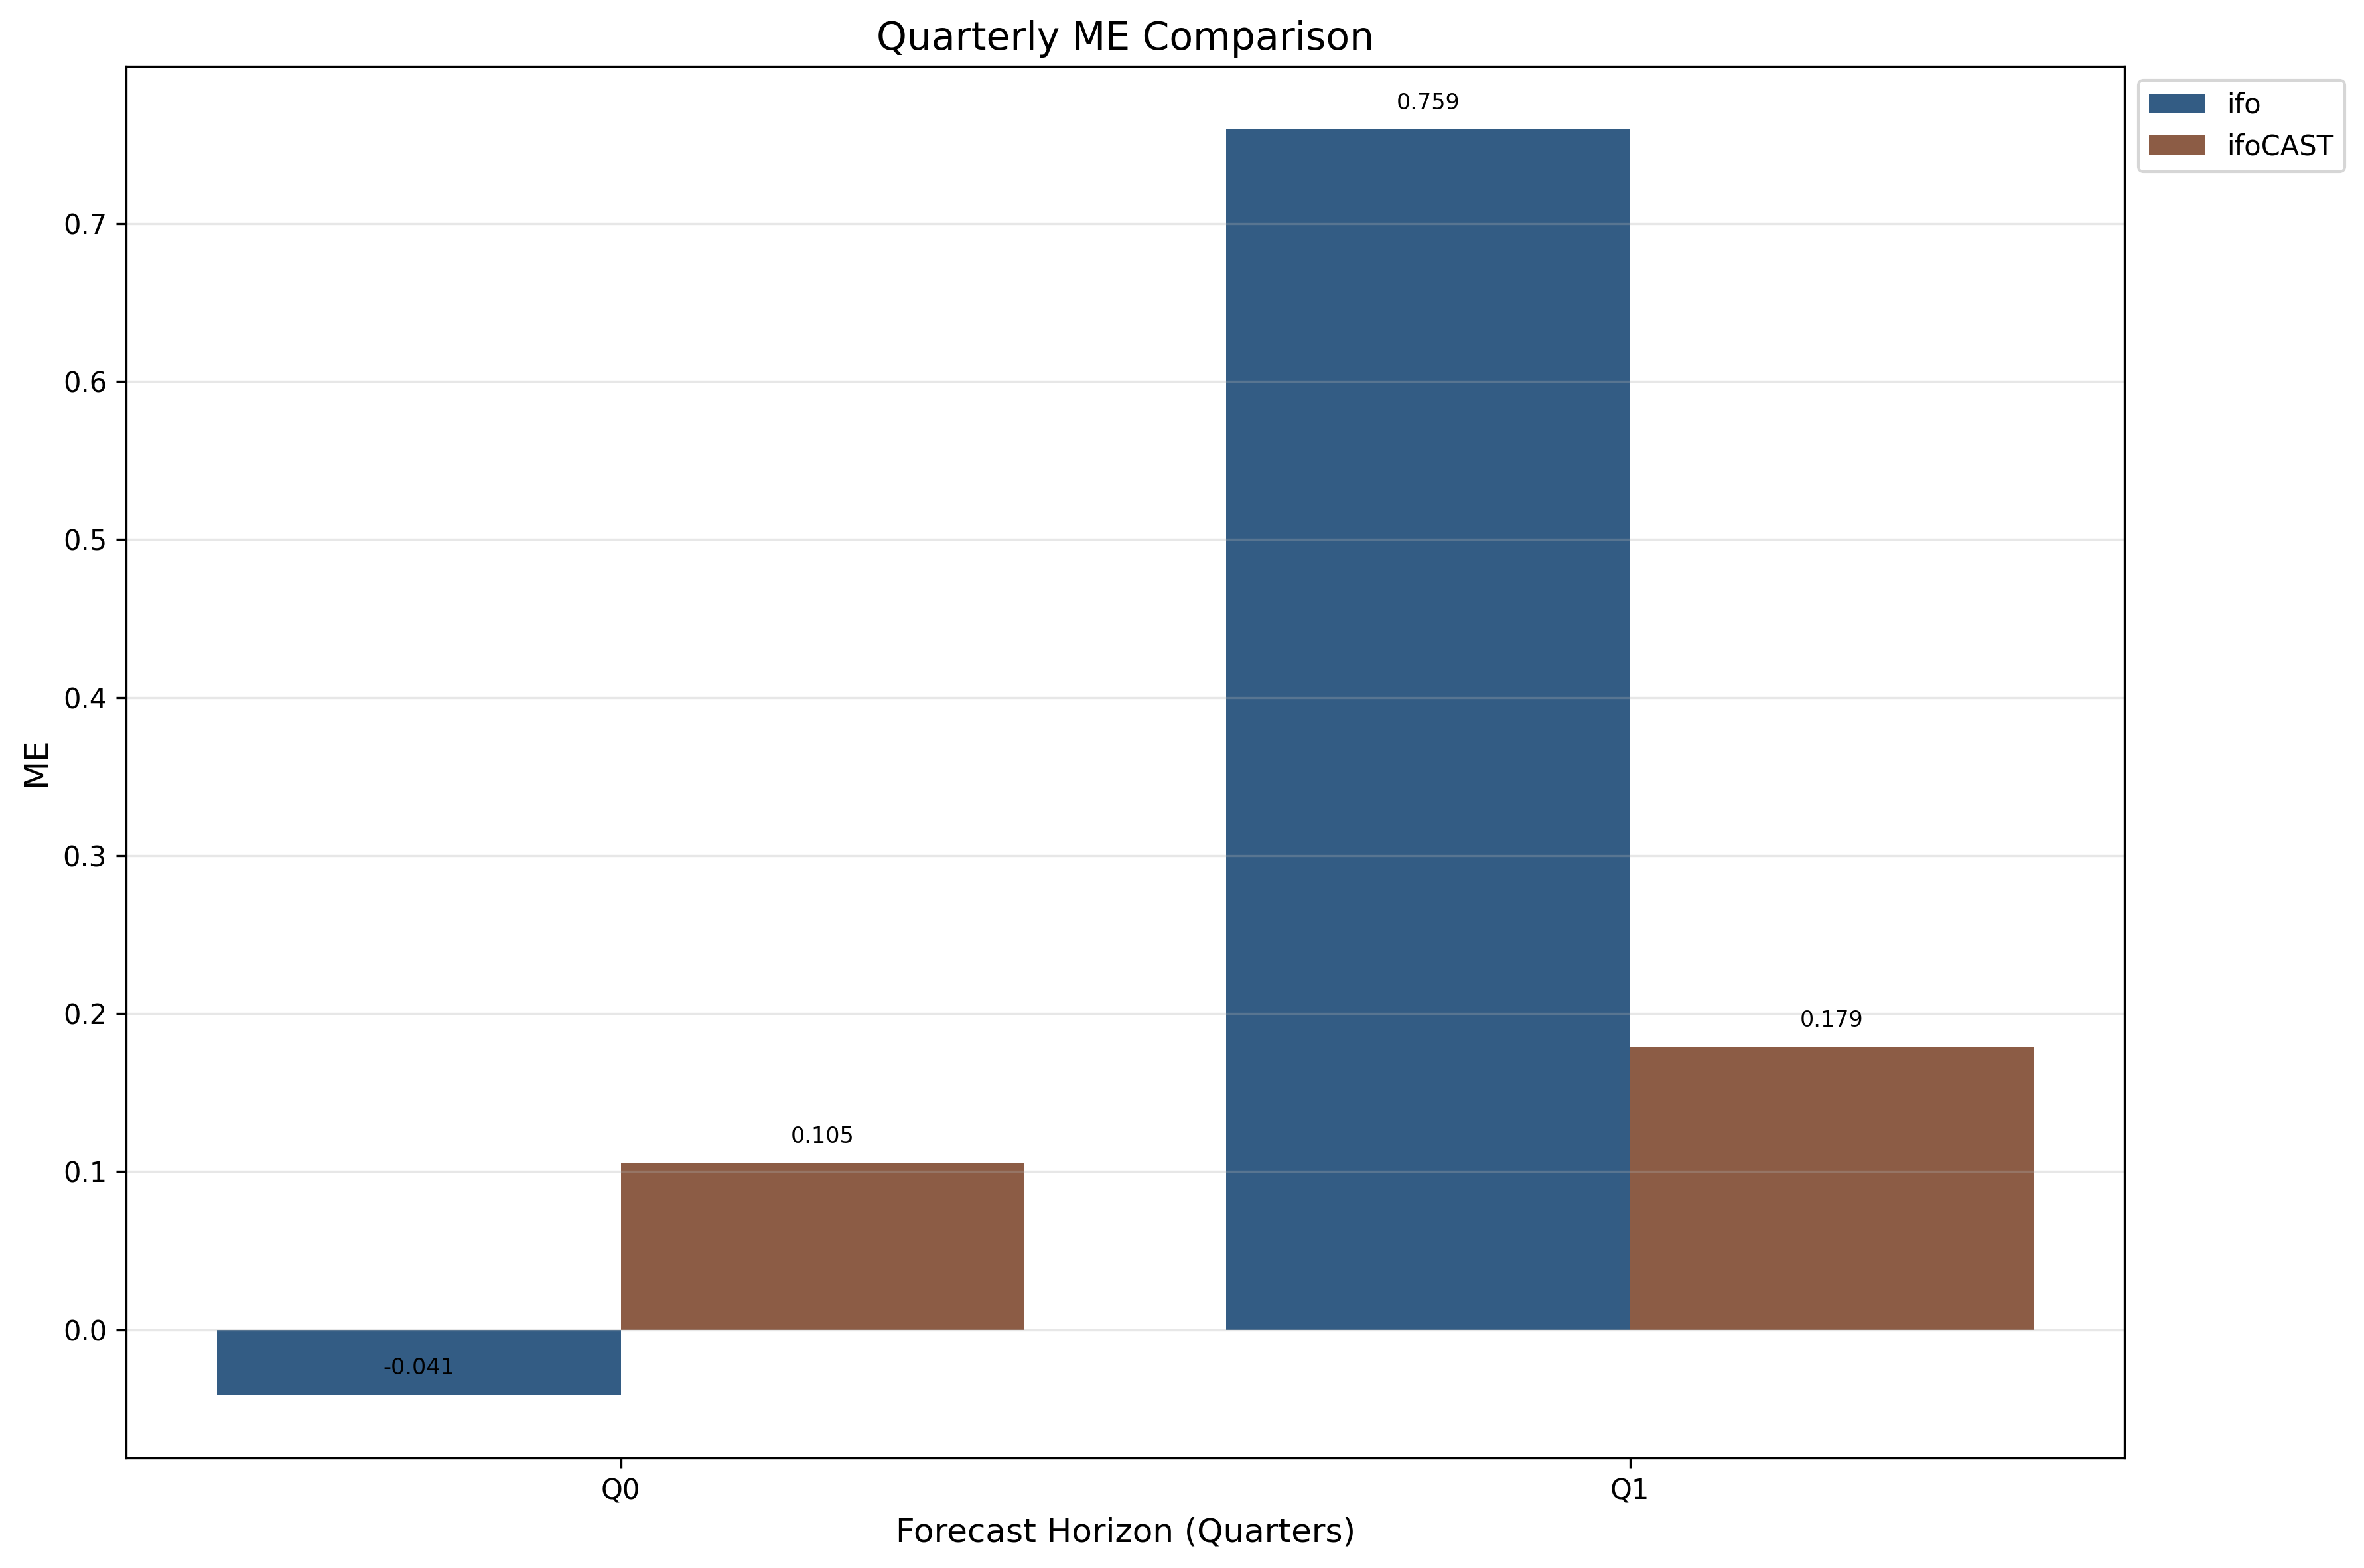 Quarterly ME Comparison
0.759
ifo
ifoCAST
0.7
0.6
0.5
0.4
0.3
0.2
0.179
0.105
0.1
0.0
-0.041
ME
Q0
Q1
Forecast Horizon (Quarters)